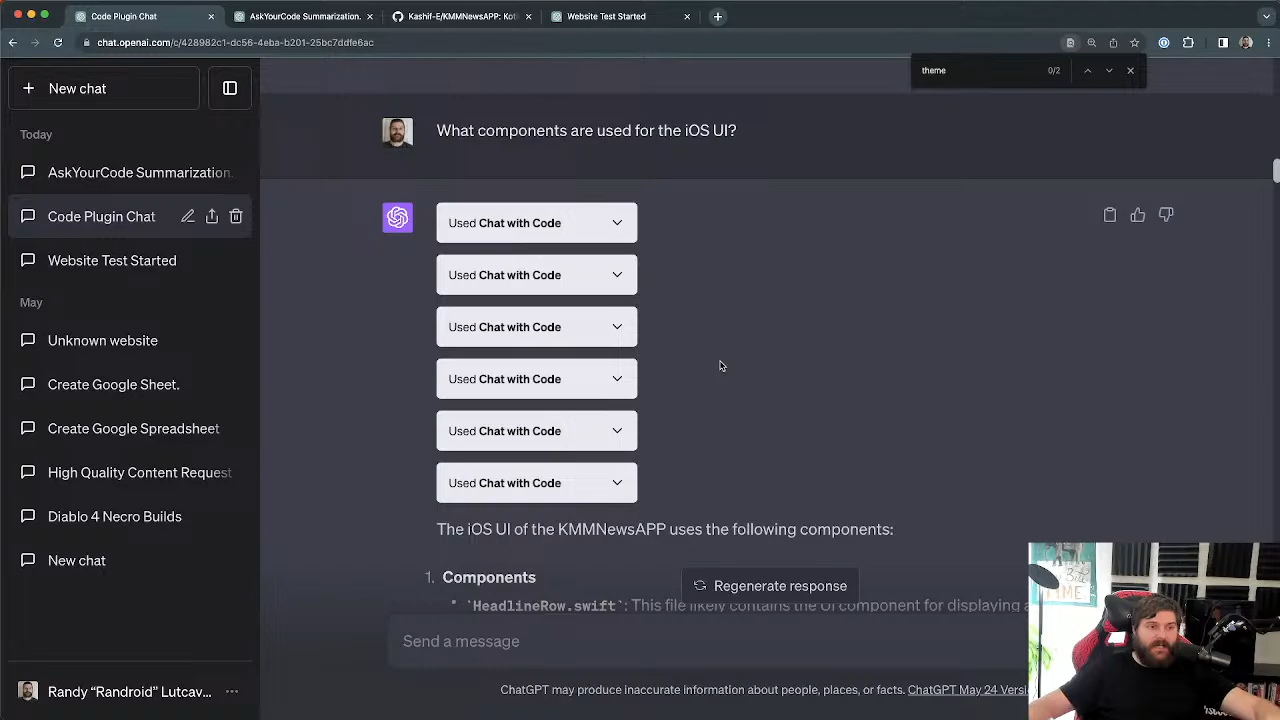 Code Plugin Chat
AskYourCode Summarization.
Kashif-E/KMMNewsAPP: Kot
Website Test Started
chat.openai.com/c/428982c1-dc56-4eba-b201-25bc7ddfe6ac
theme
0/2
New chat
Today
AskYourCode Summarization.
Code Plugin Chat
Website Test Started
May
Unknown website
Create Google Sheet.
Create Google Spreadsheet
High Quality Content Request
Diablo 4 Necro Builds
New chat
Randy “Randroid” Lutcav...
What components are used for the iOS UI?
Used Chat with Code
Used Chat with Code
Used Chat with Code
Used Chat with Code
Used Chat with Code
Used Chat with Code
The iOS UI of the KMMNewsAPP uses the following components:
1. Components
Regenerate response
• `HeadlineRow.swift`: This file likely contains the UI component for displaying a
Send a message
ChatGPT may produce inaccurate information about people, places, or facts. ChatGPT May 24 Versi